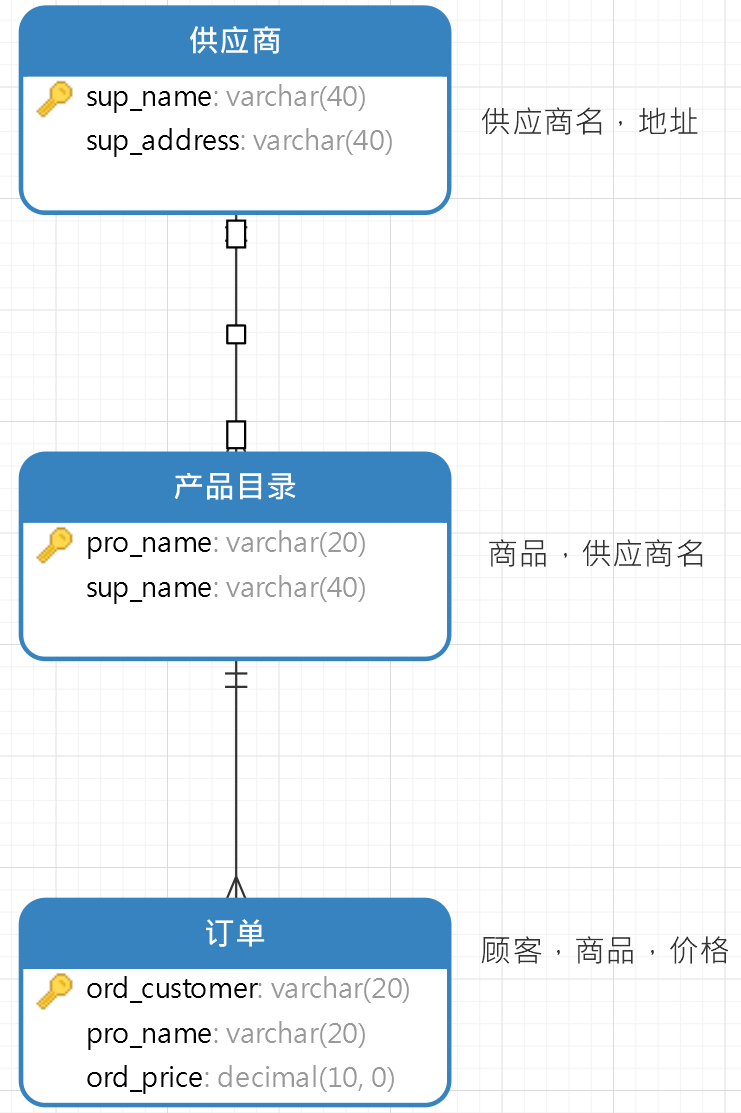 供应商
sup_name: varchar(40)
sup_address: varchar(40)
供应商名，地址
产品目录
pro_name: varchar(20)
sup_name: varchar(40)
商品，供应商名
订单
ord_customer: varchar(20)
pro_name: varchar(20)
ord_price: decimal(10, 0)
顾客，商品，价格